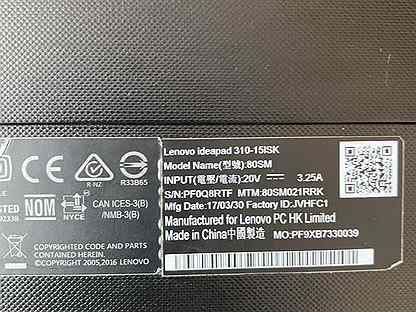 Lenovo ideapad 310-15ISK
Model Name(型號):80SM
INPUT(電壓/電流):20V ⎓ 3.25A
S/N:PF0Q8RTF MTM:80SM021RRK
Mfg Date:17/03/30 Factory ID:JVHFC1
Manufactured for Lenovo PC HK Limited
Made in China中國製造 MO:PF9XB7330039
CE
R-NZ
R33B65
NOM
NYCE
CAN ICES-3(B)
/NMB-3(B)
COPYRIGHTED CODE AND PARTS
CONTAINED HEREIN.
©COPYRIGHT 2005,2016 LENOVO